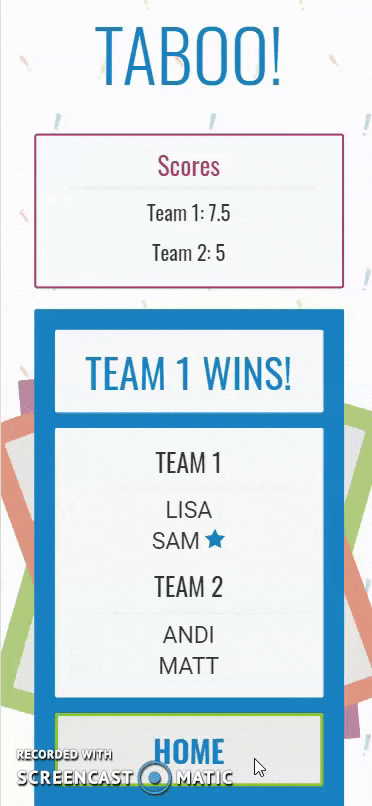 TABOO!
Scores
Team 1: 7.5
Team 2: 5
TEAM 1 WINS!
TEAM 1
LISA
SAM
TEAM 2
ANDI
MATT
HOME
RECORDED WITH
SCREENCAST MATIC